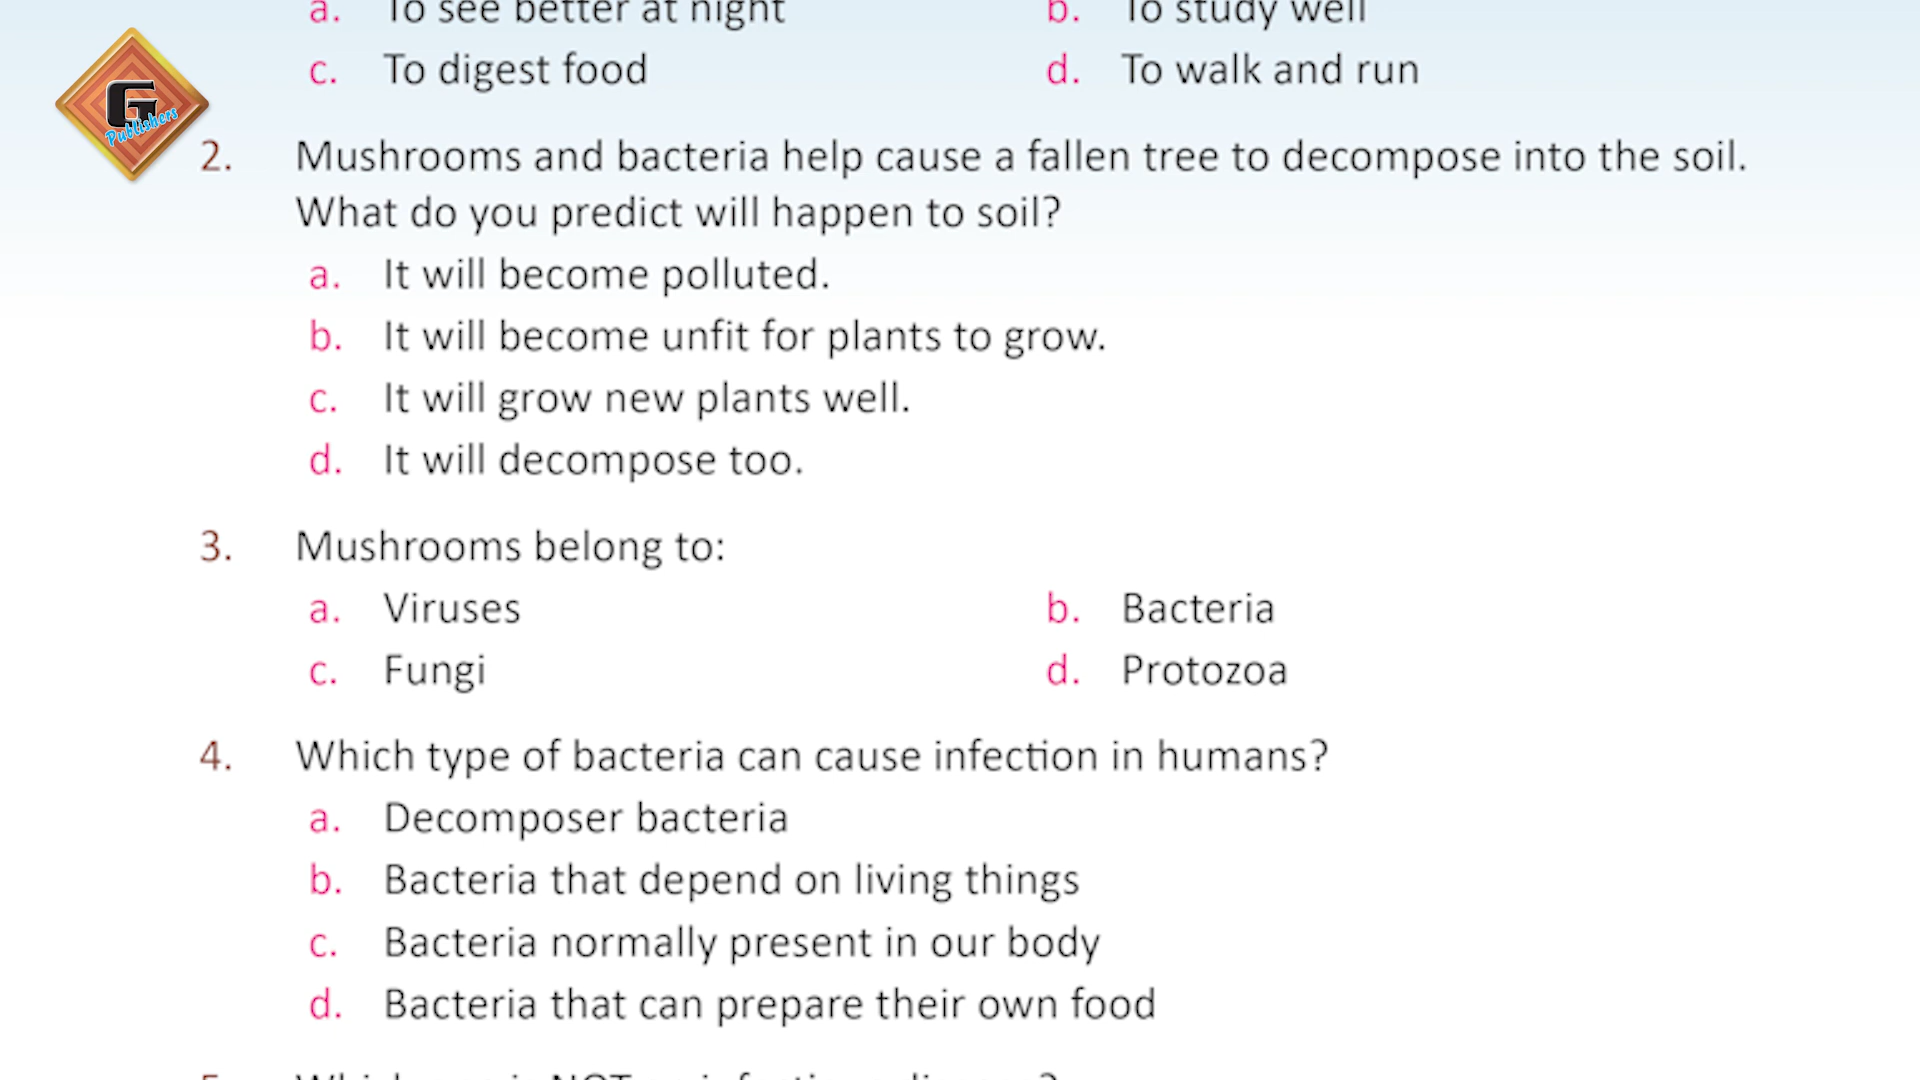 a. To see better at night b. To study well
c. To digest food d. To walk and run
G
Publishers
2. Mushrooms and bacteria help cause a fallen tree to decompose into the soil.
What do you predict will happen to soil?
a. It will become polluted.
b. It will become unfit for plants to grow.
c. It will grow new plants well.
d. It will decompose too.
3. Mushrooms belong to:
a. Viruses b. Bacteria
c. Fungi d. Protozoa
4. Which type of bacteria can cause infection in humans?
a. Decomposer bacteria
b. Bacteria that depend on living things
c. Bacteria normally present in our body
d. Bacteria that can prepare their own food